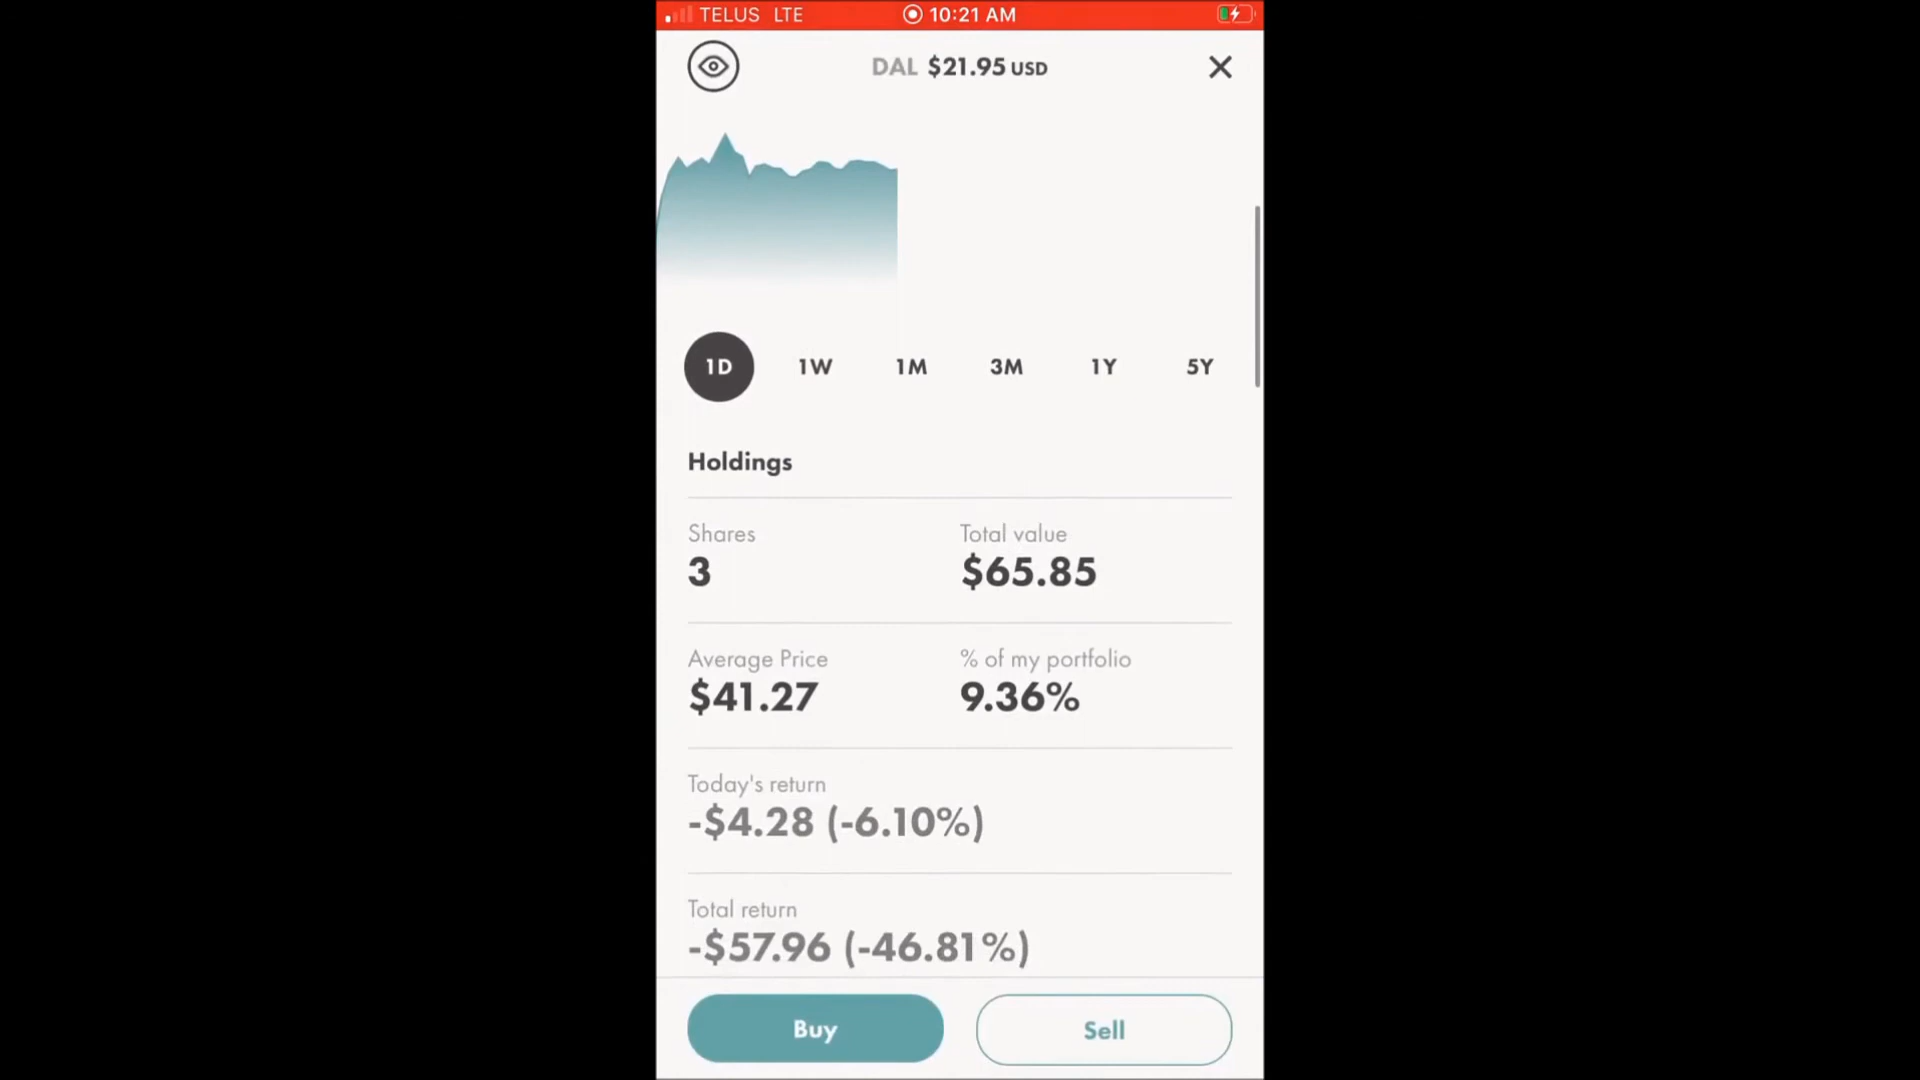 TELUS LTE 10:21 AM
DAL $21.95 USD
1D 1W 1M 3M 1Y 5Y
Holdings
Shares Total value
3 $65.85
Average Price % of my portfolio
$41.27 9.36%
Today's return
-$4.28 (-6.10%)
Total return
-$57.96 (-46.81%)
Buy Sell